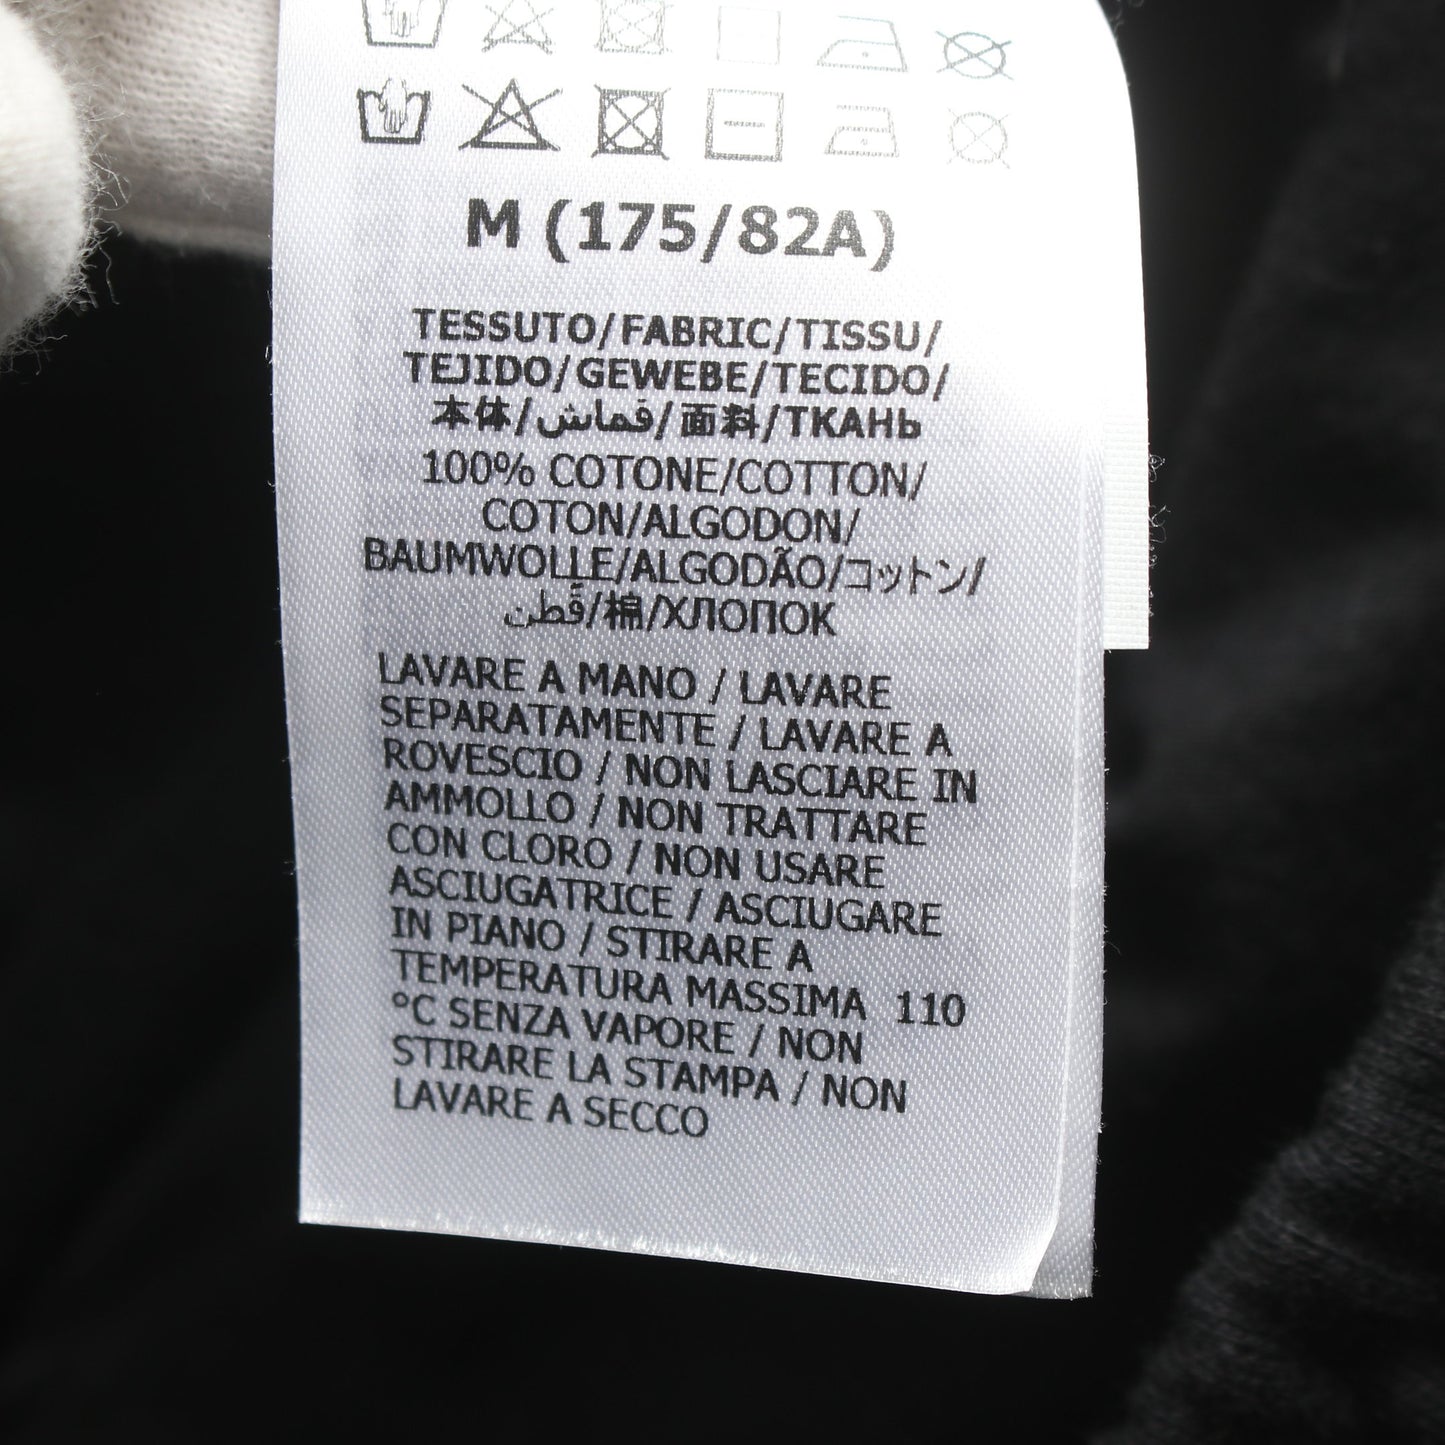 M (175/82A)
TESSUTO/FABRIC/TISSU/
TEJIDO/GEWEBE/TECIDO/
本体/قماش/面料/ТКАНЬ
100% COTONE/COTTON/
COTON/ALGODON/
BAUMWOLLE/ALGODÃO/コットン/
قطن/棉/ХЛОПОК
LAVARE A MANO / LAVARE
SEPARATAMENTE / LAVARE A
ROVESCIO / NON LASCIARE IN
AMMOLLO / NON TRATTARE
CON CLORO / NON USARE
ASCIUGATRICE / ASCIUGARE
IN PIANO / STIRARE A
TEMPERATURA MASSIMA 110
°C SENZA VAPORE / NON
STIRARE LA STAMPA / NON
LAVARE A SECCO